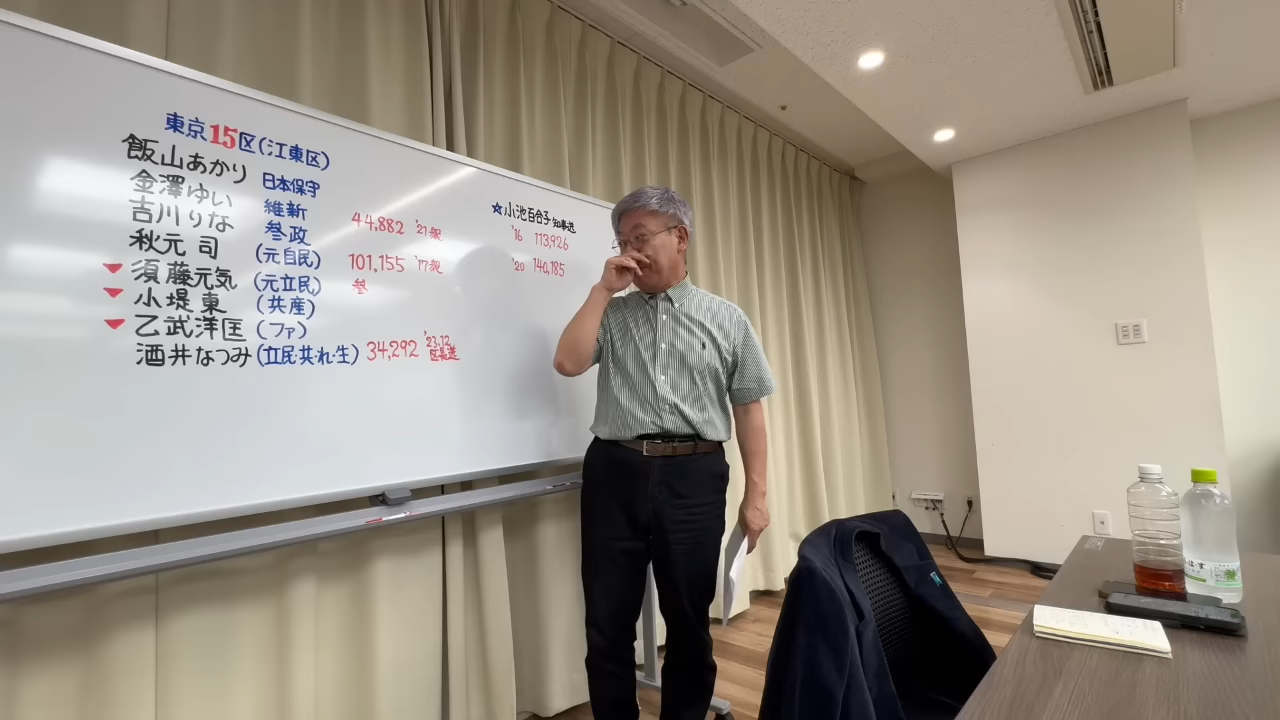 東京15区(江東区)
飯山あかり 日本保守
金澤ゆい 維新
吉川りな 参政 44,882 '21衆
秋元司 (元自民) 101,155 '17衆
▼須藤元気 (元立民) 参
▼小堤東 (共産)
▼乙武洋匡 (ファ)
酒井なつみ (立民・共・れ・生) 34,292 '23.12区長選
☆小池百合子 知事選
'16 113,926
'20 140,185